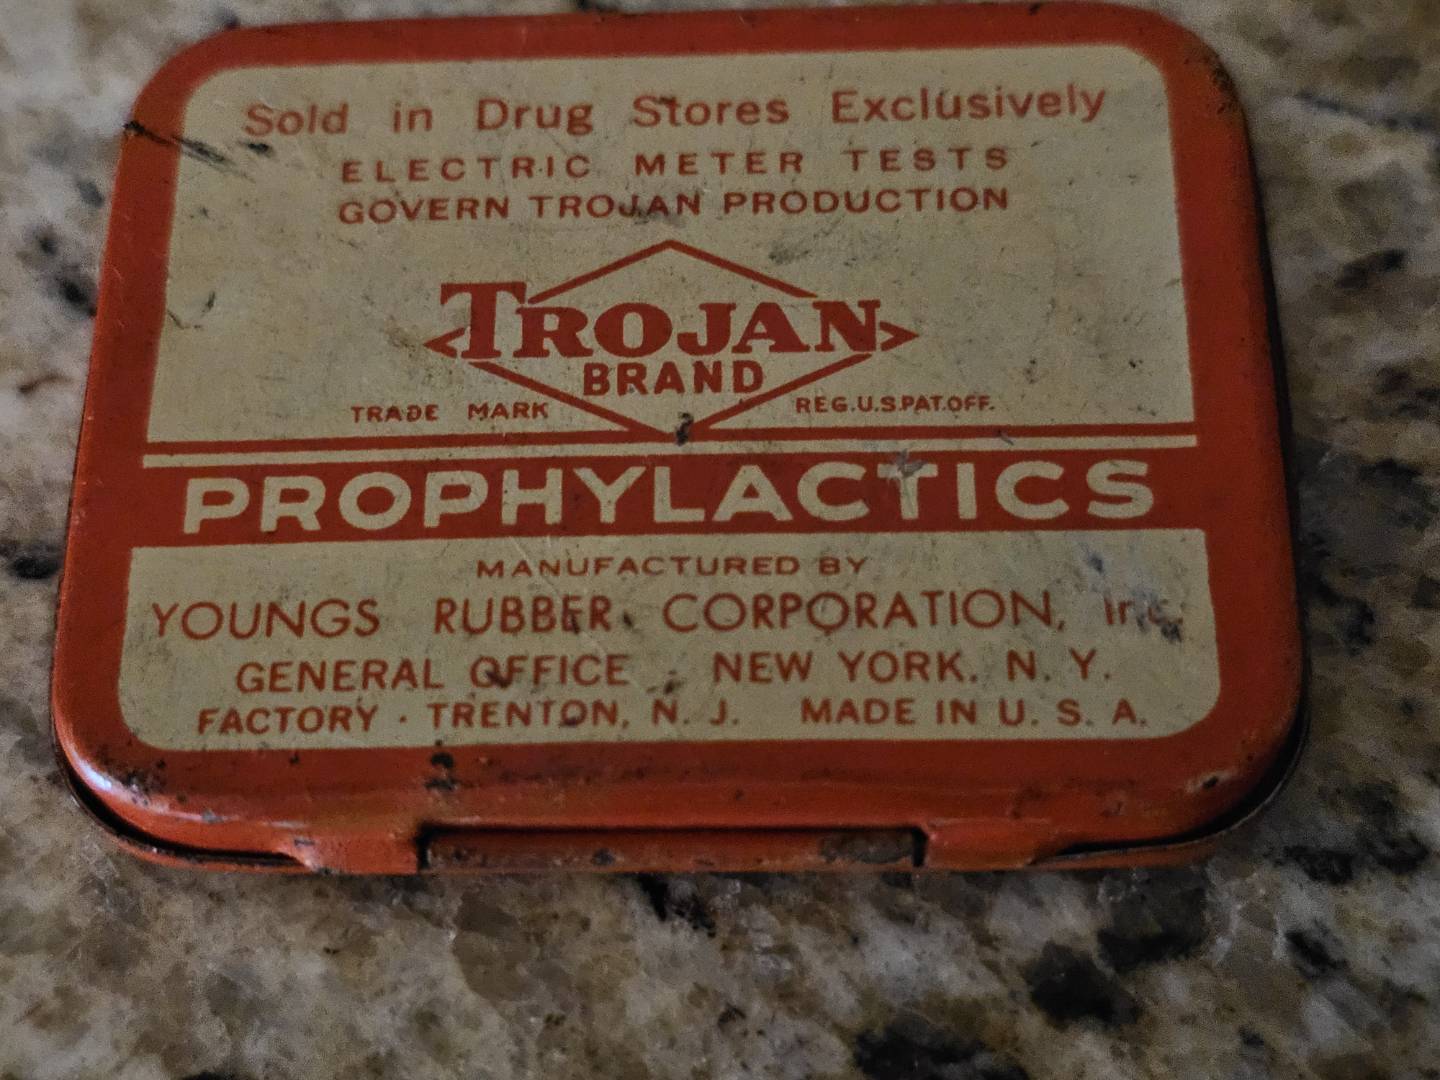 Sold in Drug Stores Exclusively
ELECTRIC METER TESTS
GOVERN TROJAN PRODUCTION
TROJAN
BRAND
TRADE MARK REG.U.S.PAT.OFF.
PROPHYLACTICS
MANUFACTURED BY
YOUNGS RUBBER CORPORATION, Inc.
GENERAL OFFICE · NEW YORK, N. Y.
FACTORY · TRENTON, N. J. MADE IN U. S. A.